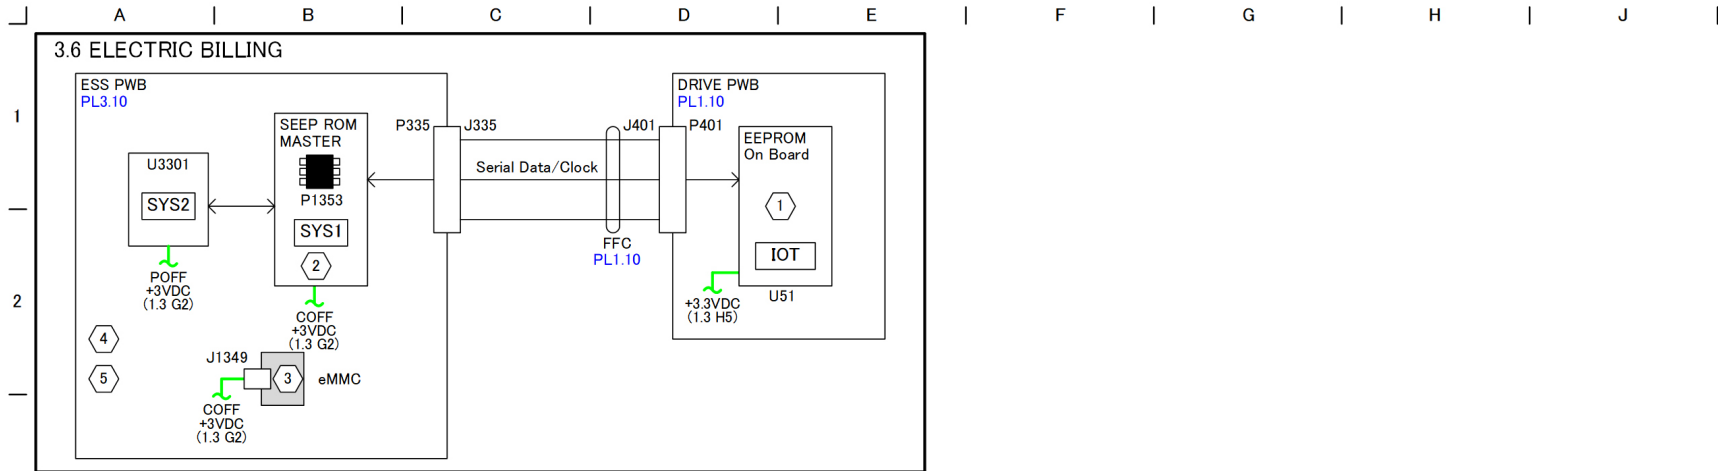 A B C D E F G H J
3.6 ELECTRIC BILLING
ESS PWB
PL3.10
DRIVE PWB
PL1.10
1
SEEP ROM
MASTER
P335 J335
J401 P401
EEPROM
On Board
U3301
Serial Data/Clock
P1353
SYS2
1
SYS1
FFC
PL1.10
IOT
2
POFF
+3VDC
(1.3 G2)
U51
2
+3.3VDC
(1.3 H5)
COFF
+3VDC
(1.3 G2)
4
J1349
5
3
eMMC
COFF
+3VDC
(1.3 G2)